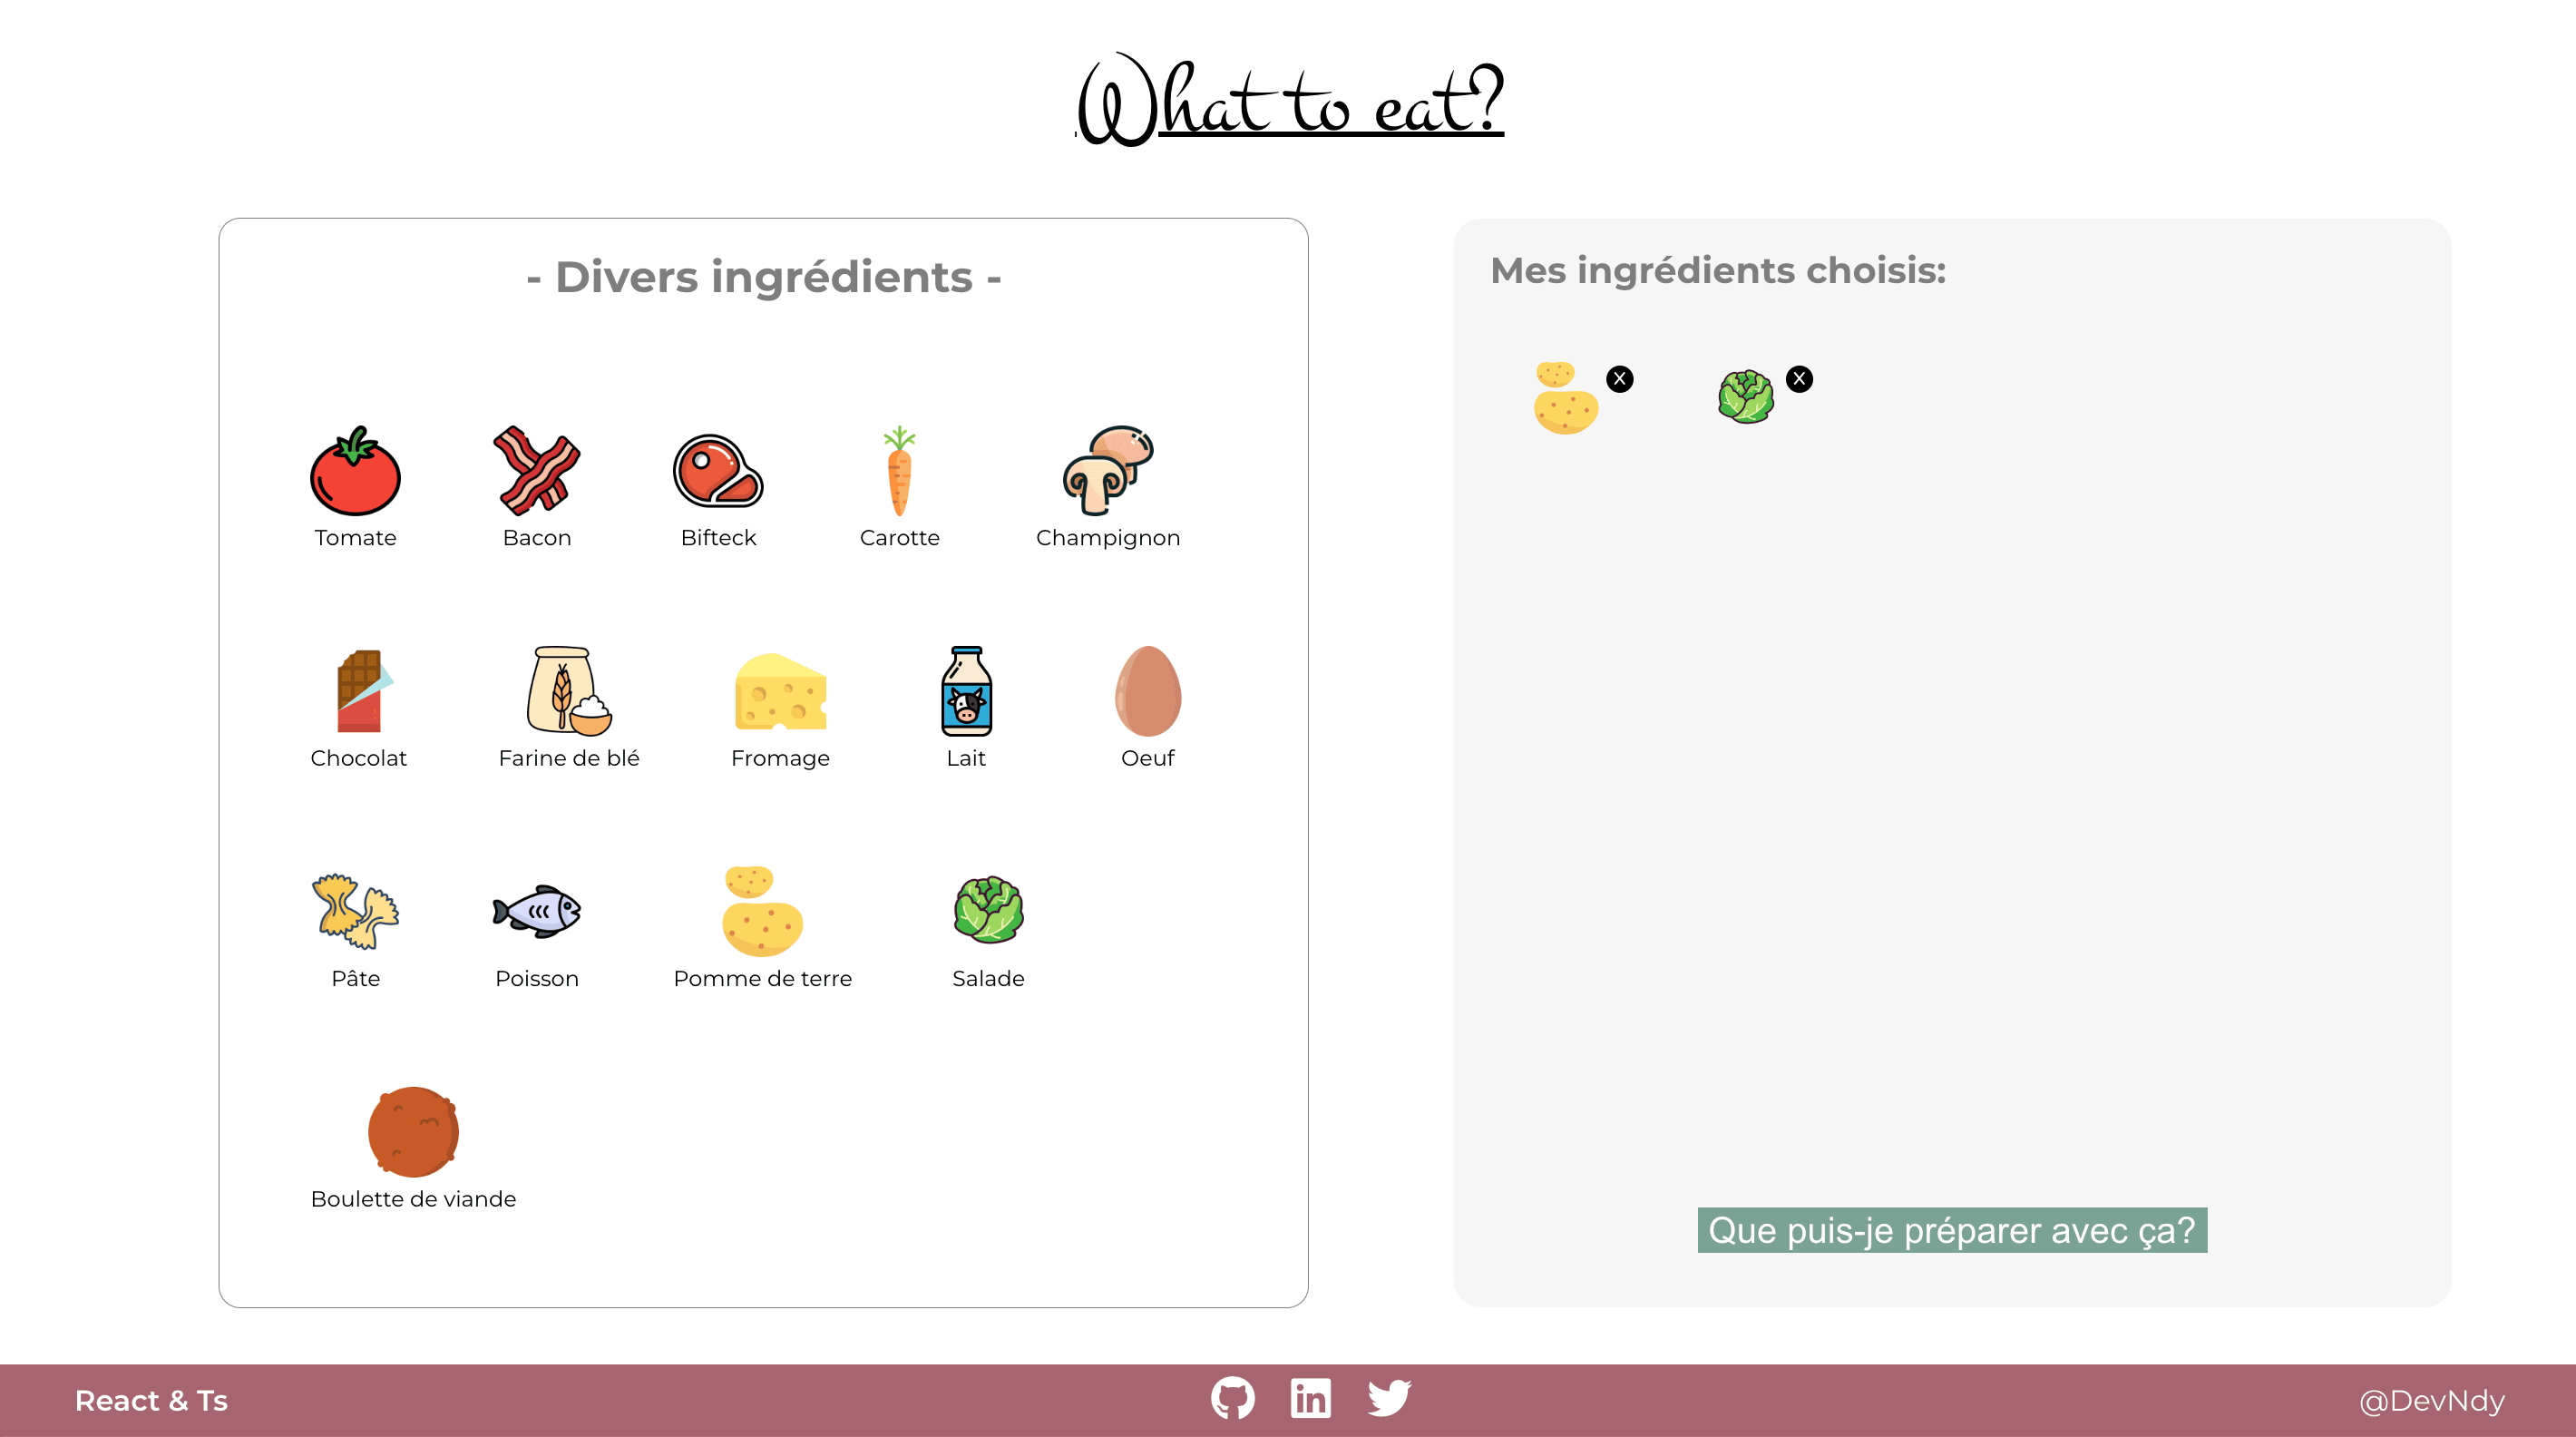 What to eat?
- Divers ingrédients -
Tomate
Bacon
Bifteck
Carotte
Champignon
Chocolat
Farine de blé
Fromage
Lait
Oeuf
Pâte
Poisson
Pomme de terre
Salade
Boulette de viande
Mes ingrédients choisis:
X
X
Que puis-je préparer avec ça?
React & Ts
in
@DevNdy